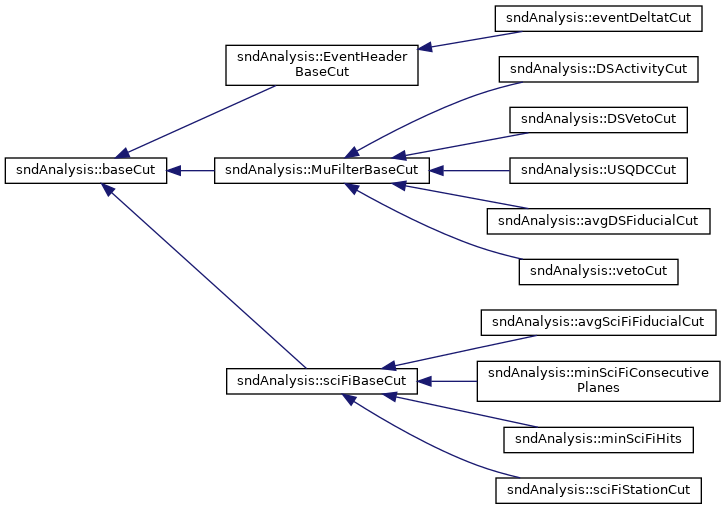 sndAnalysis::eventDeltatCut
sndAnalysis::EventHeader
BaseCut
sndAnalysis::DSActivityCut
sndAnalysis::DSVetoCut
sndAnalysis::baseCut
sndAnalysis::MuFilterBaseCut
sndAnalysis::USQDCCut
sndAnalysis::avgDSFiducialCut
sndAnalysis::vetoCut
sndAnalysis::avgSciFiFiducialCut
sndAnalysis::sciFiBaseCut
sndAnalysis::minSciFiConsecutive
Planes
sndAnalysis::minSciFiHits
sndAnalysis::sciFiStationCut